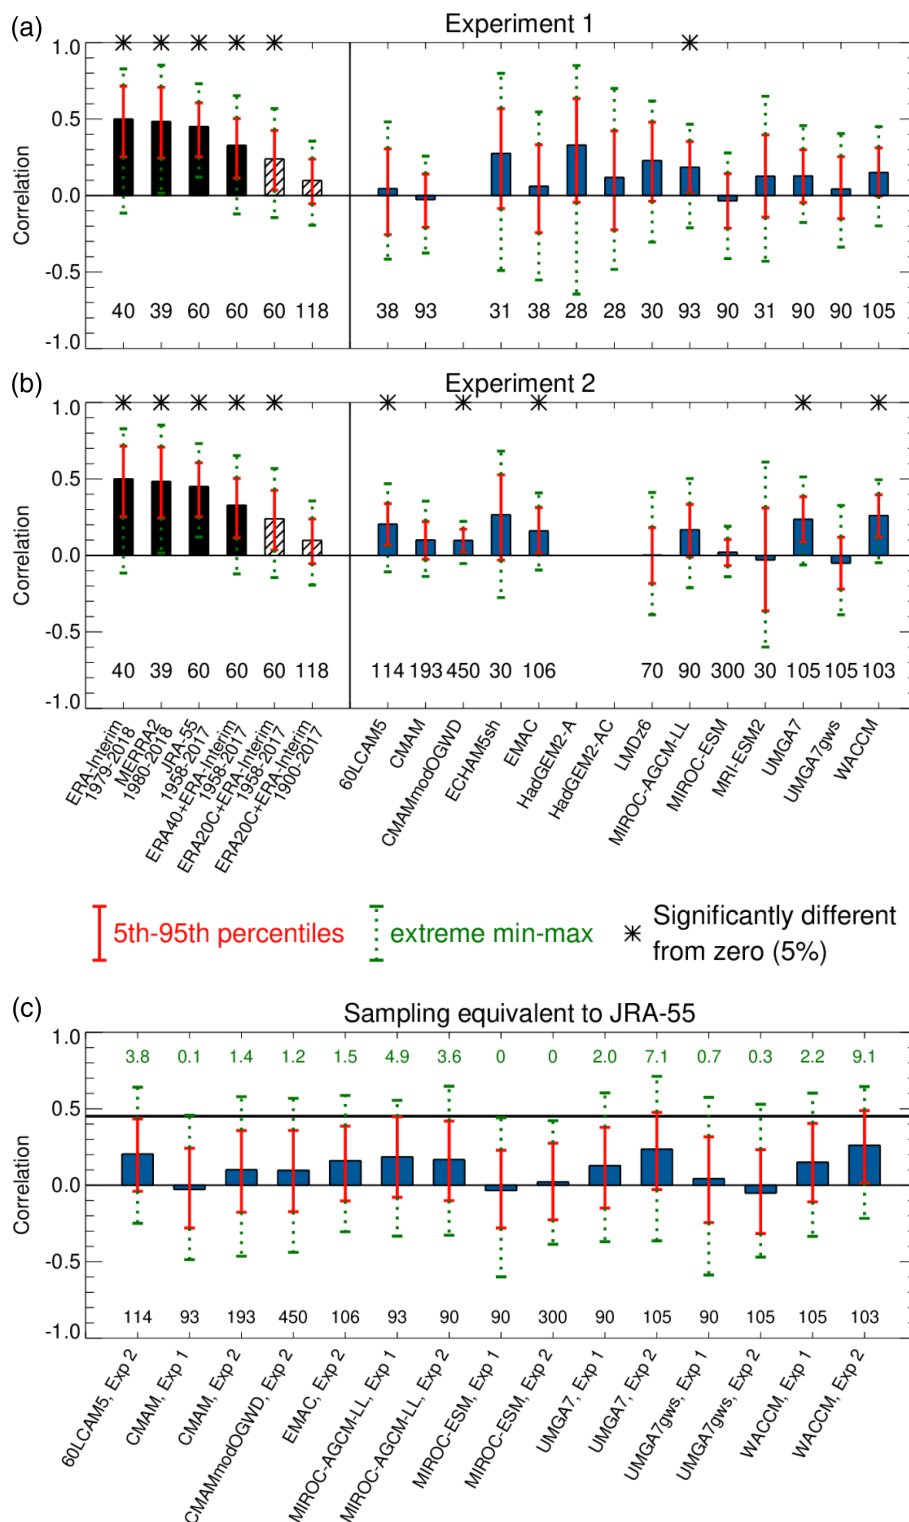 (a)
Experiment 1
1.0
0.5
0.0
-0.5
-1.0
Correlation
40 39 60 60 60 118 38 93 31 38 28 28 30 93 90 31 90 90 105
(b)
Experiment 2
1.0
0.5
0.0
-0.5
-1.0
Correlation
40 39 60 60 60 118 114 193 450 30 106 70 90 300 30 105 105 103
ERA-Interim
1979-2018
MERRA2
1980-2018
JRA-55
1958-2017
ERA40+ERA-Interim
1958-2017
ERA20C+ERA-Interim
1958-2017
ERA20C+ERA-Interim
1900-2017
60LCAM5
CMAM
CMAMmodOGWD
ECHAM5sh
EMAC
HadGEM2-A
HadGEM2-AC
LMDz6
MIROC-AGCM-LL
MIROC-ESM
MRI-ESM2
UMGA7
UMGA7gws
WACCM
5th-95th percentiles
extreme min-max
Significantly different
from zero (5%)
(c)
Sampling equivalent to JRA-55
1.0
0.5
0.0
-0.5
-1.0
Correlation
3.8 0.1 1.4 1.2 1.5 4.9 3.6 0 0 2.0 7.1 0.7 0.3 2.2 9.1
114 93 193 450 106 93 90 90 300 90 105 90 105 105 103
60LCAM5, Exp 2
CMAM, Exp 1
CMAM, Exp 2
CMAMmodOGWD, Exp 2
EMAC, Exp 2
MIROC-AGCM-LL, Exp 1
MIROC-AGCM-LL, Exp 2
MIROC-ESM, Exp 1
MIROC-ESM, Exp 2
UMGA7, Exp 1
UMGA7, Exp 2
UMGA7gws, Exp 1
UMGA7gws, Exp 2
WACCM, Exp 1
WACCM, Exp 2